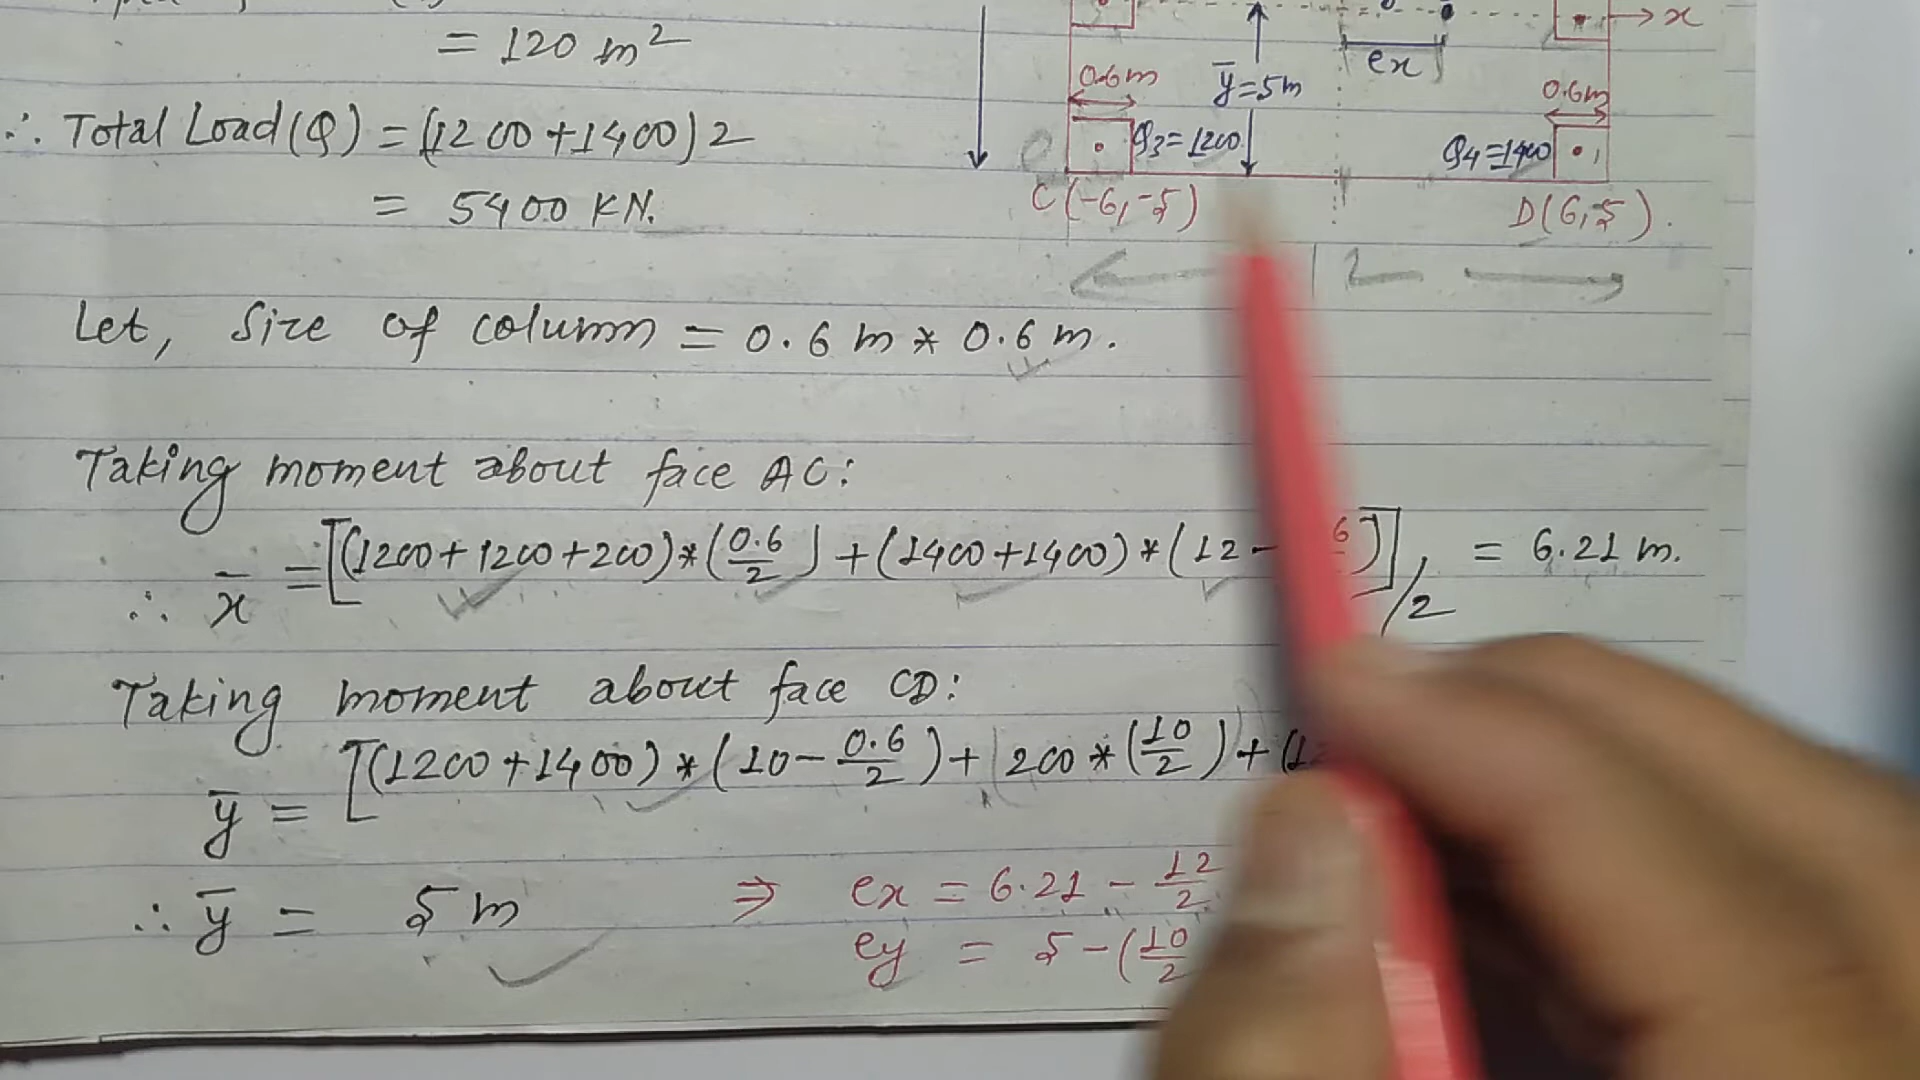 = 120 m²
∴ Total Load (Q) = (1200+1400) 2
= 5400 KN.
x
ex
0.6m
y̅=5m
0.6m
Q3=1200
Q4=1400
C(-6,-5)
D(6,-5).
12
Let, Size of column = 0.6 m * 0.6 m.
Taking moment about face AC:
∴ x̅ = [(1200+1200+200)*(0.6/2)+(1400+1400)*(12- 6)]/2 = 6.21 m.
Taking moment about face CD:
y̅ = [(1200+1400)*(10-0.6/2)+(200*(10/2)+(12
∴ y̅ = 5 m
⇒ ex = 6.21 - 12/2
ey = 5-(10/2